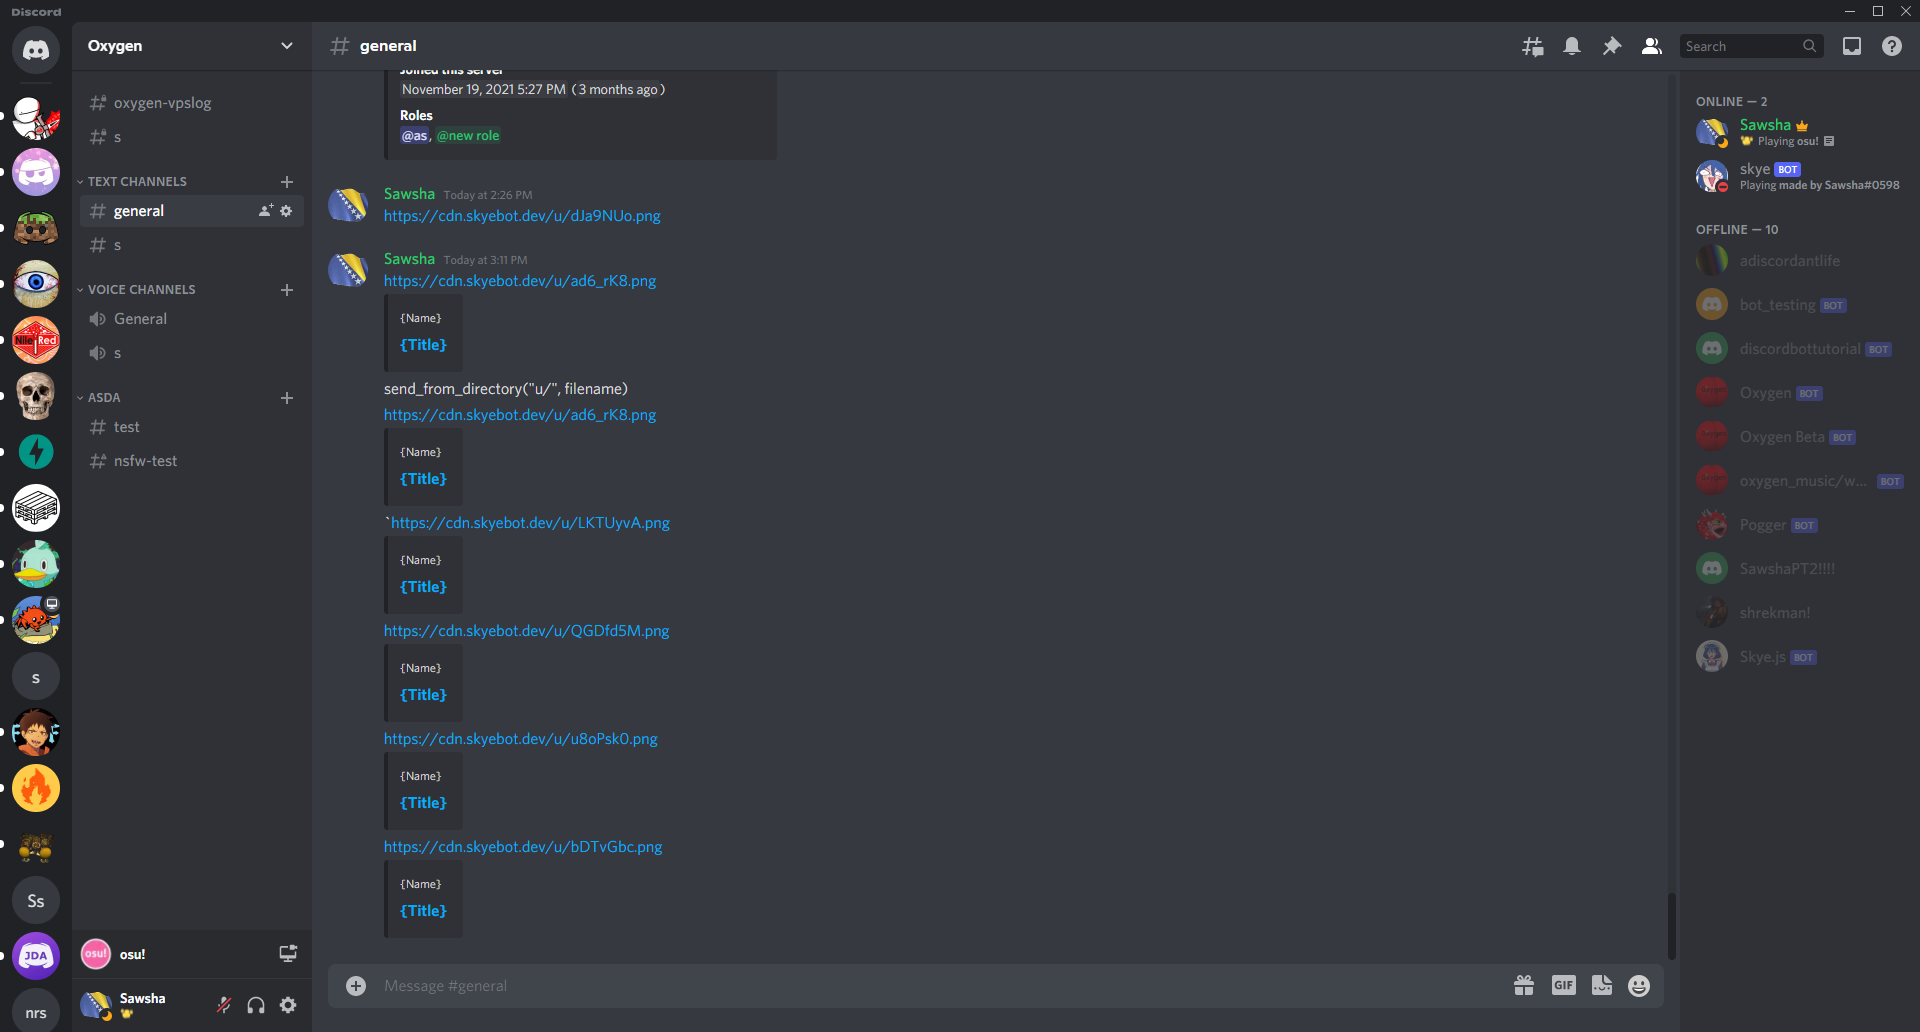 Discord
Oxygen
general
Search
oxygen-vpslog
s
TEXT CHANNELS
general
s
VOICE CHANNELS
General
s
ASDA
test
nsfw-test
Nile Red
s
Ss
JDA
nrs
osu!
osu!
Sawsha
Joined this server
November 19, 2021 5:27 PM (3 months ago)
Roles
@as, @new role
Sawsha Today at 2:26 PM
https://cdn.skyebot.dev/u/dJa9NUo.png
Sawsha Today at 3:11 PM
https://cdn.skyebot.dev/u/ad6_rK8.png
{Name}
{Title}
send_from_directory("u/", filename)
https://cdn.skyebot.dev/u/ad6_rK8.png
{Name}
{Title}
`https://cdn.skyebot.dev/u/LKTUyvA.png
{Name}
{Title}
https://cdn.skyebot.dev/u/QGDfd5M.png
{Name}
{Title}
https://cdn.skyebot.dev/u/u8oPsk0.png
{Name}
{Title}
https://cdn.skyebot.dev/u/bDTvGbc.png
{Name}
{Title}
Message #general
GIF
ONLINE — 2
Sawsha
Playing osu!
skye BOT
Playing made by Sawsha#0598
OFFLINE — 10
adiscordantlife
bot_testing BOT
discordbottutorial BOT
Oxygen BOT
Oxygen Beta BOT
oxygen_music/w... BOT
Pogger BOT
SawshaPT2!!!!
shrekman!
Skye.js BOT